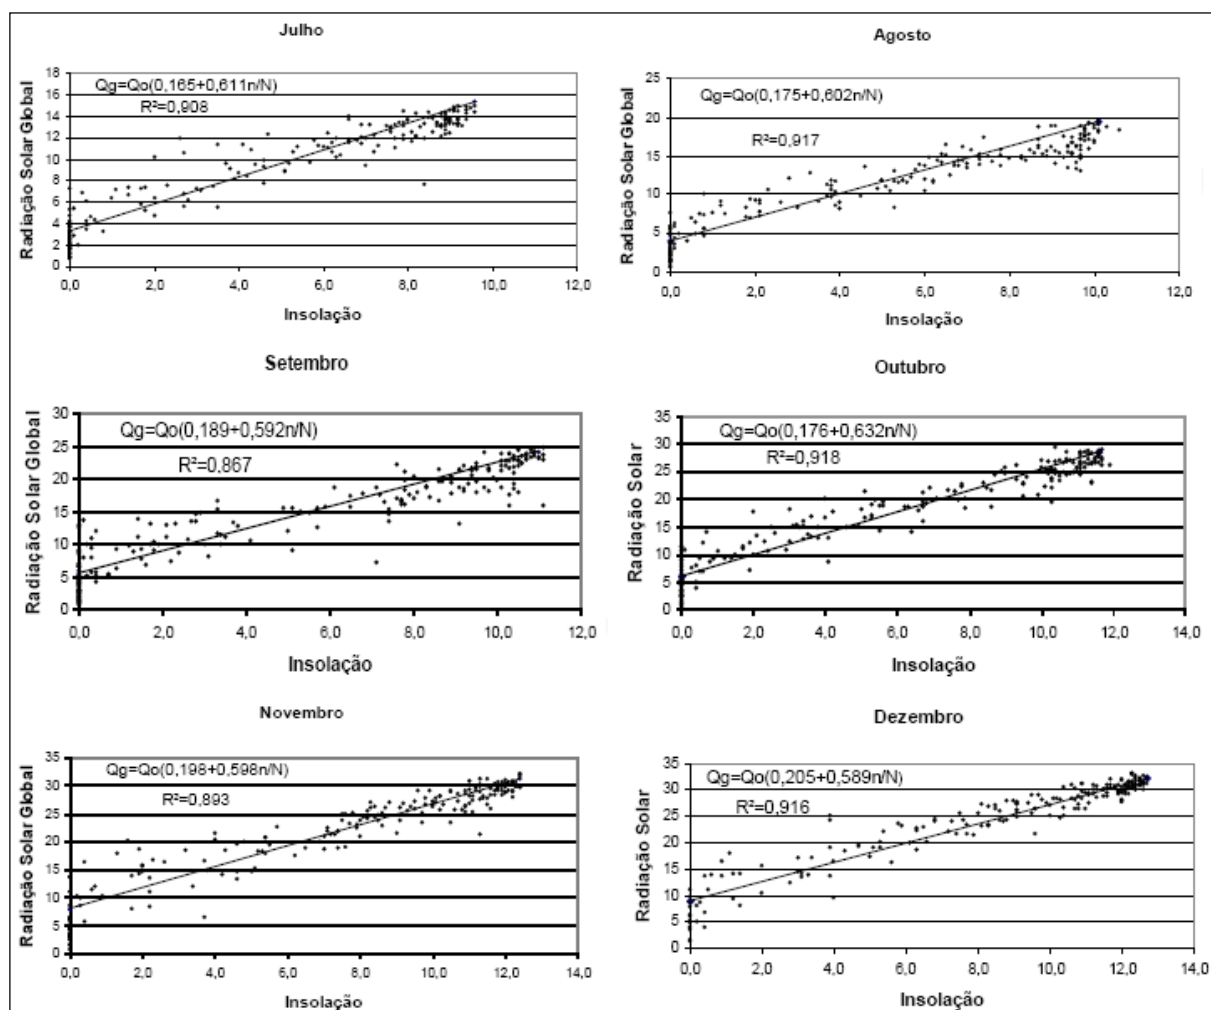 Julho
Qg=Qo(0,165+0,611n/N)
R²=0,908
Radiação Solar Global
18
16
14
12
10
8
6
4
2
0
0,0 2,0 4,0 6,0 8,0 10,0 12,0
Insolação
Agosto
Qg=Qo(0,175+0,602n/N)
R²=0,917
Radiação Solar Global
25
20
15
10
5
0
0,0 2,0 4,0 6,0 8,0 10,0 12,0
Insolação
Setembro
Qg=Qo(0,189+0,592n/N)
R²=0,867
Radiação Solar Global
30
25
20
15
10
5
0
0,0 2,0 4,0 6,0 8,0 10,0 12,0
Insolação
Outubro
Qg=Qo(0,176+0,632n/N)
R²=0,918
Radiação Solar
35
30
25
20
15
10
5
0
0,0 2,0 4,0 6,0 8,0 10,0 12,0 14,0
Insolação
Novembro
Qg=Qo(0,198+0,598n/N)
R²=0,893
Radiação Solar Global
35
30
25
20
15
10
5
0
0,0 2,0 4,0 6,0 8,0 10,0 12,0 14,0
Insolação
Dezembro
Qg=Qo(0,205+0,589n/N)
R²=0,916
Radiação Solar
35
30
25
20
15
10
5
0
0,0 2,0 4,0 6,0 8,0 10,0 12,0 14,0
Insolação